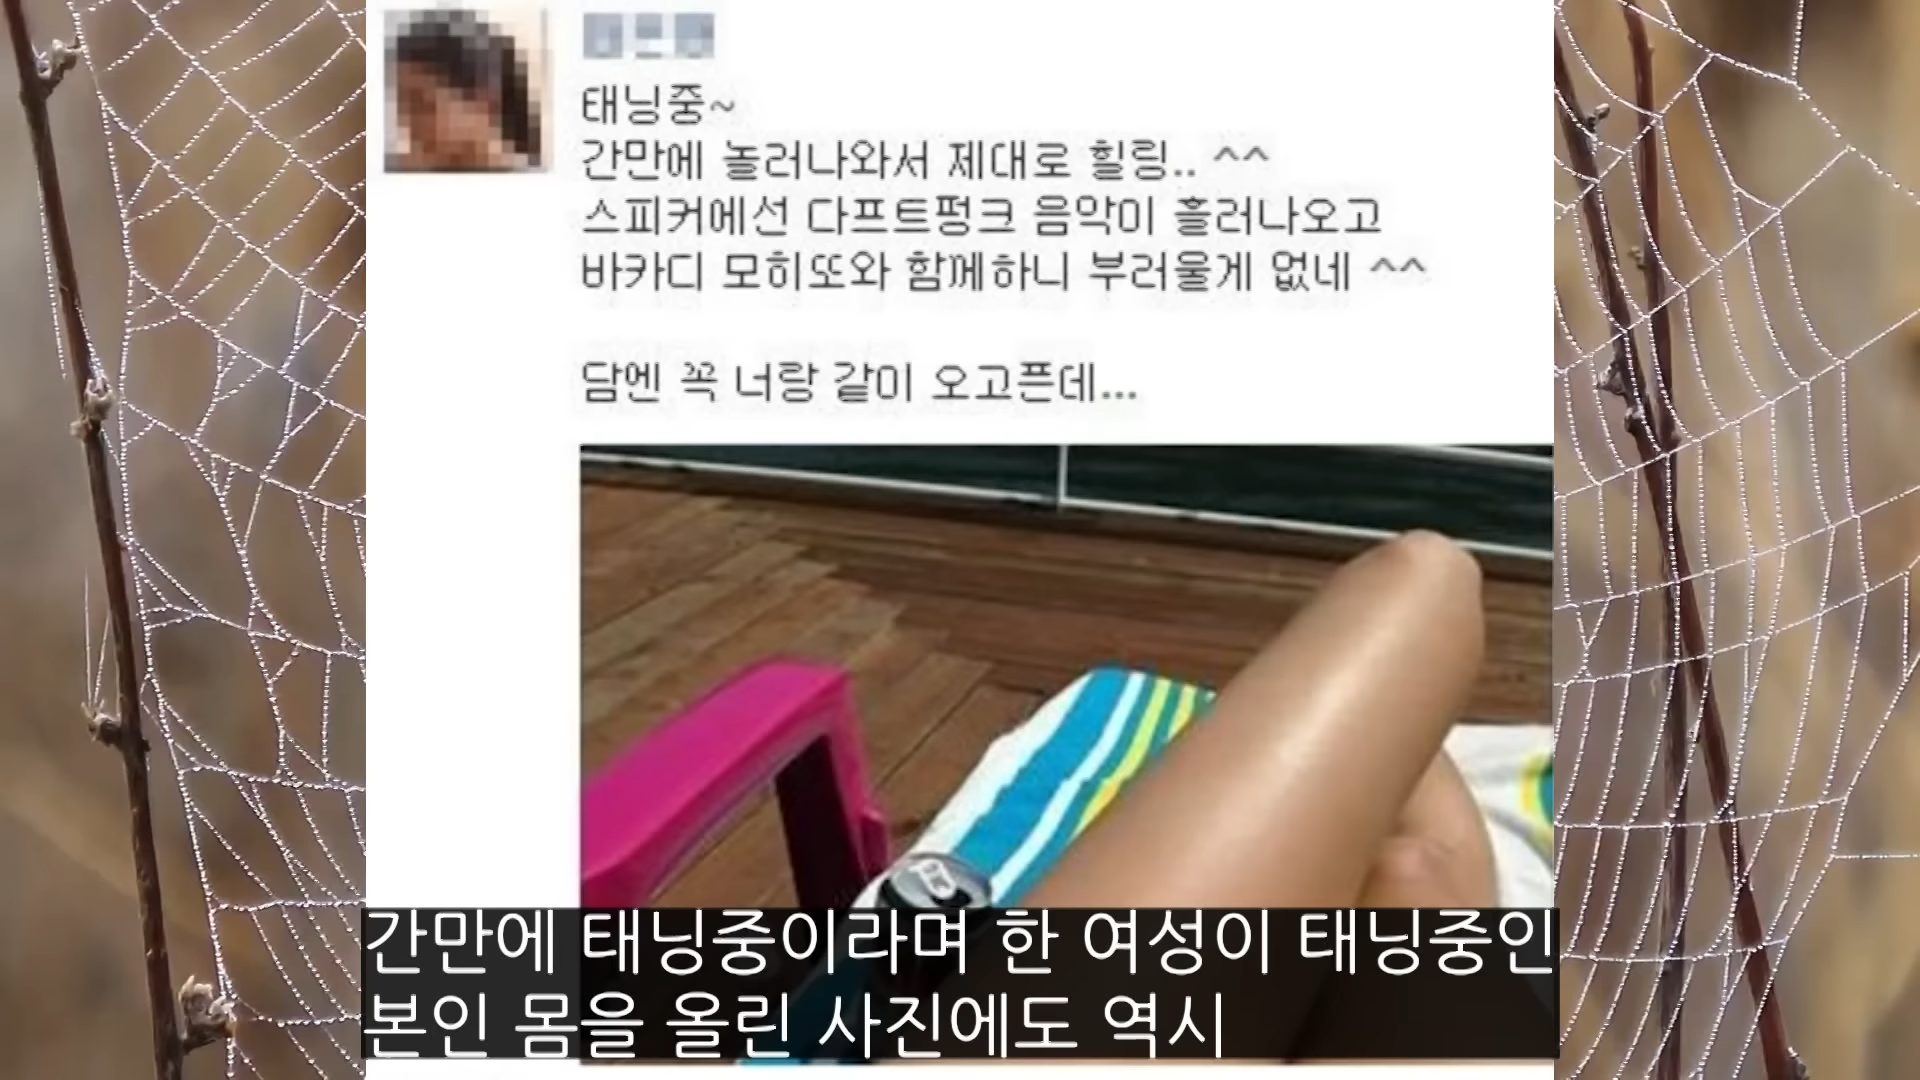 태닝중~
간만에 놀러나와서 제대로 힐링.. ^^
스피커에선 다프트펑크 음악이 흘러나오고
바카디 모히또와 함께하니 부러울게 없네 ^^
담엔 꼭 너랑 같이 오고픈데...
간만에 태닝중이라며 한 여성이 태닝중인
본인 몸을 올린 사진에도 역시